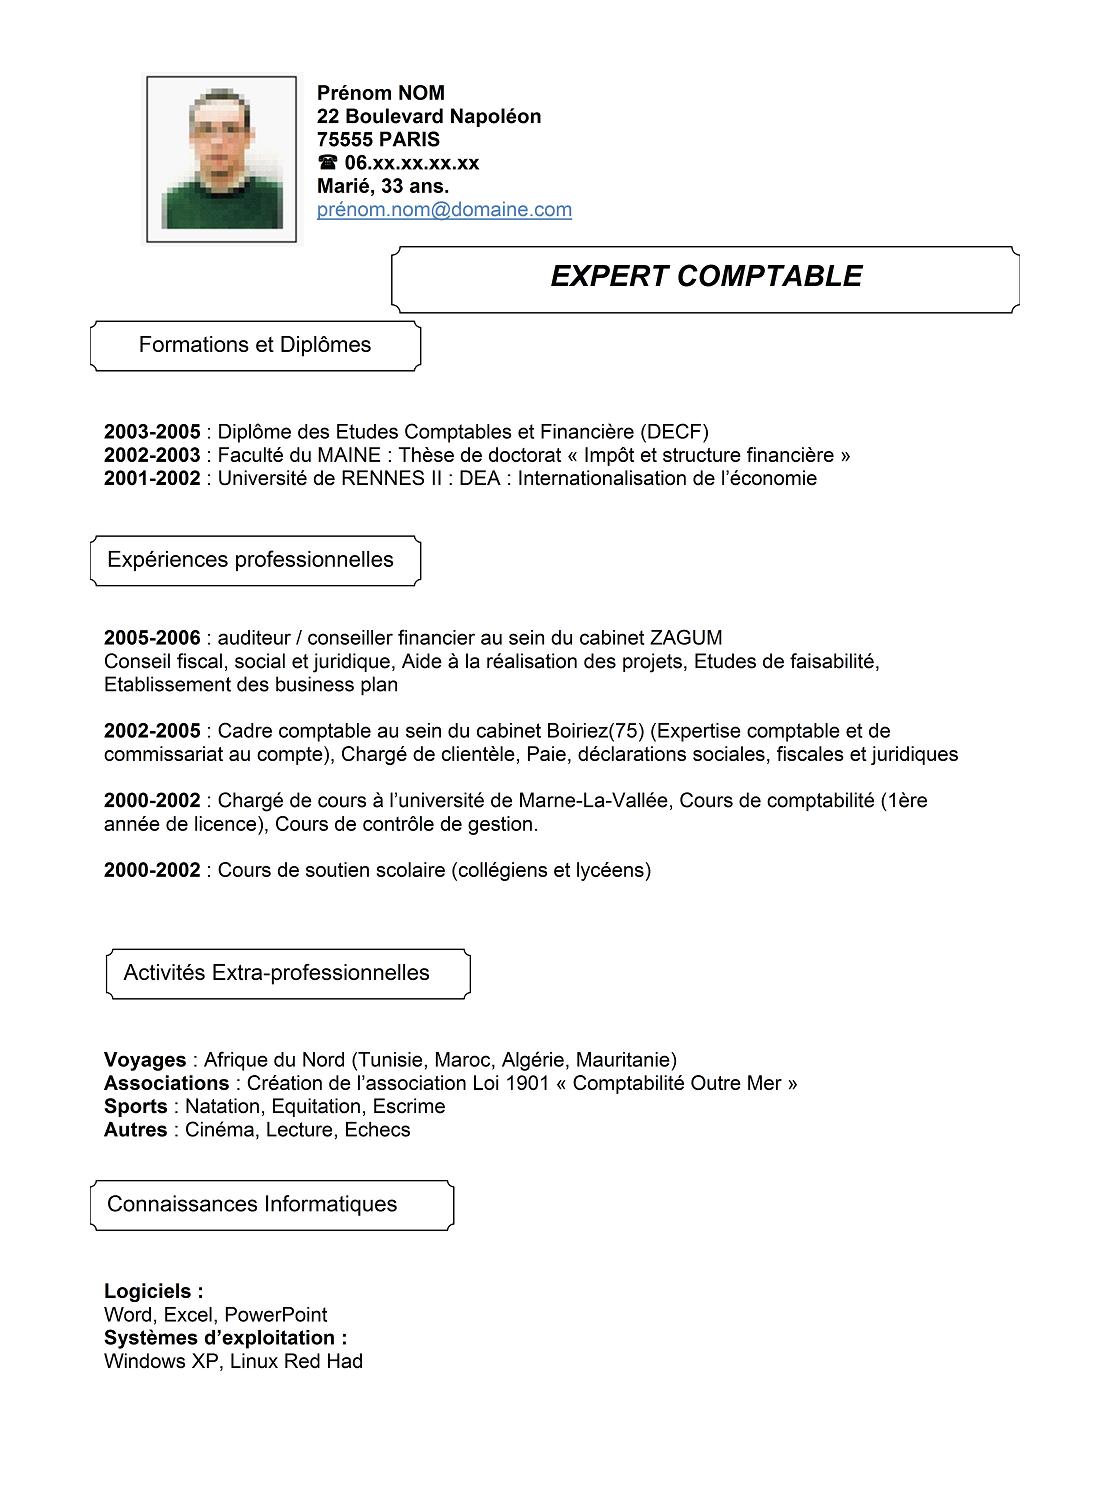 Prénom NOM
22 Boulevard Napoléon
75555 PARIS
☎ 06.xx.xx.xx.xx
Marié, 33 ans.
prénom.nom@domaine.com
EXPERT COMPTABLE
Formations et Diplômes
2003-2005 : Diplôme des Etudes Comptables et Financière (DECF)
2002-2003 : Faculté du MAINE : Thèse de doctorat « Impôt et structure financière »
2001-2002 : Université de RENNES II : DEA : Internationalisation de l’économie
Expériences professionnelles
2005-2006 : auditeur / conseiller financier au sein du cabinet ZAGUM
Conseil fiscal, social et juridique, Aide à la réalisation des projets, Etudes de faisabilité,
Etablissement des business plan
2002-2005 : Cadre comptable au sein du cabinet Boiriez(75) (Expertise comptable et de
commissariat au compte), Chargé de clientèle, Paie, déclarations sociales, fiscales et juridiques
2000-2002 : Chargé de cours à l’université de Marne-La-Vallée, Cours de comptabilité (1ère
année de licence), Cours de contrôle de gestion.
2000-2002 : Cours de soutien scolaire (collégiens et lycéens)
Activités Extra-professionnelles
Voyages : Afrique du Nord (Tunisie, Maroc, Algérie, Mauritanie)
Associations : Création de l’association Loi 1901 « Comptabilité Outre Mer »
Sports : Natation, Equitation, Escrime
Autres : Cinéma, Lecture, Echecs
Connaissances Informatiques
Logiciels :
Word, Excel, PowerPoint
Systèmes d’exploitation :
Windows XP, Linux Red Had